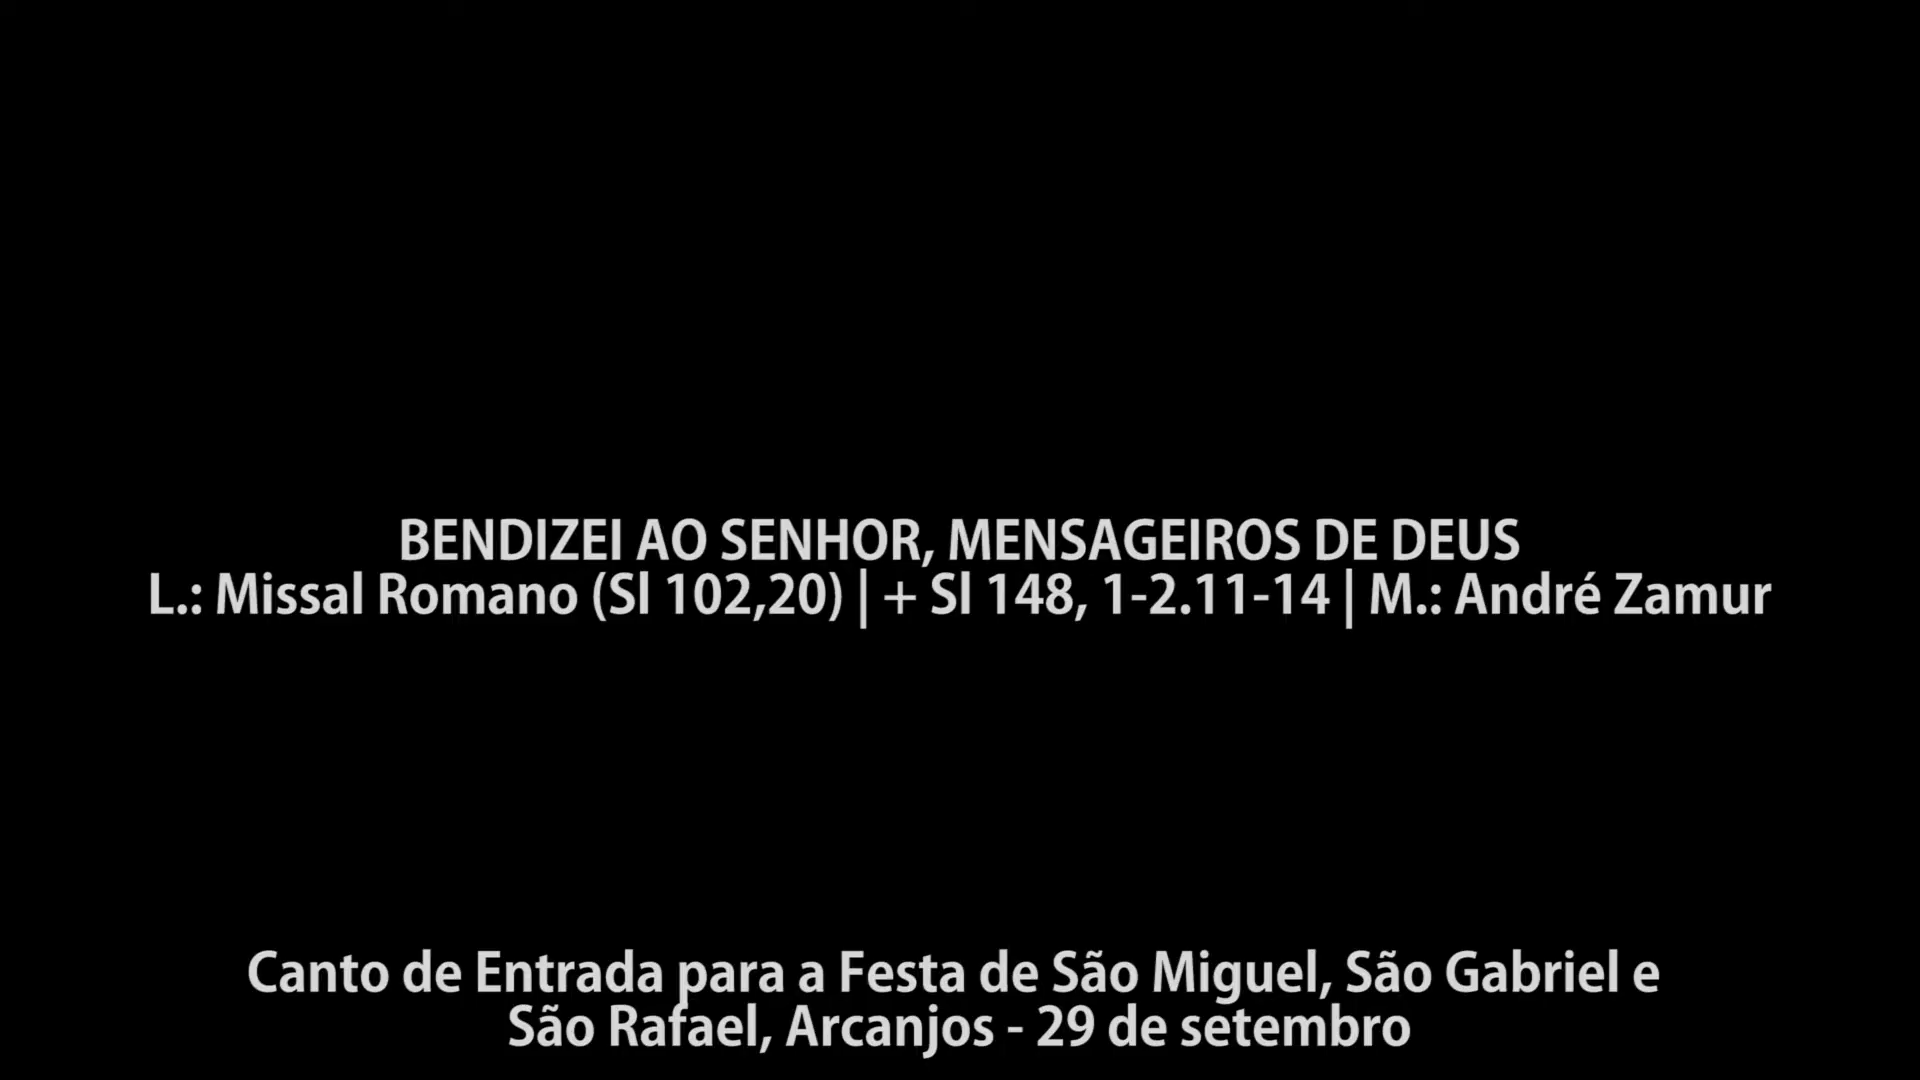 BENDIZEI AO SENHOR, MENSAGEIROS DE DEUS
L.: Missal Romano (Sl 102,20) | + Sl 148, 1-2.11-14 | M.: André Zamur
Canto de Entrada para a Festa de São Miguel, São Gabriel e
São Rafael, Arcanjos - 29 de setembro